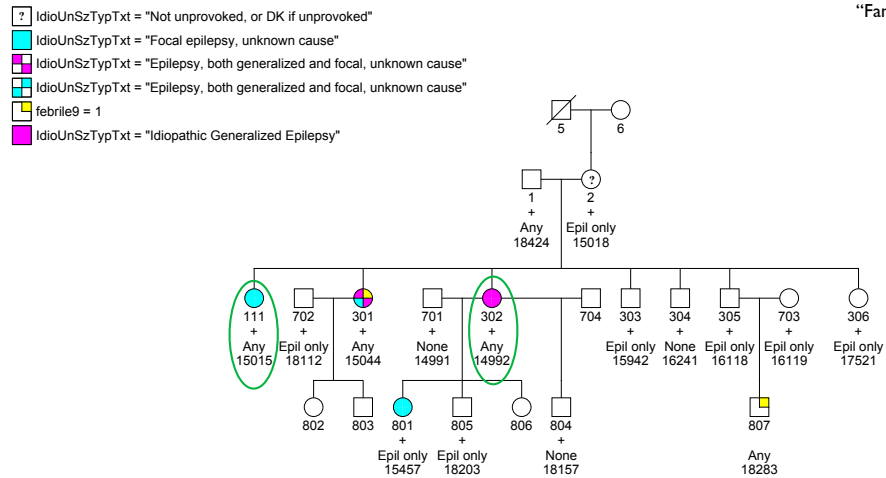 “Far
? IdioUnSzTypTxt = "Not unprovoked, or DK if unprovoked"
IdioUnSzTypTxt = "Focal epilepsy, unknown cause"
IdioUnSzTypTxt = "Epilepsy, both generalized and focal, unknown cause"
IdioUnSzTypTxt = "Epilepsy, both generalized and focal, unknown cause"
febrile9 = 1
IdioUnSzTypTxt = "Idiopathic Generalized Epilepsy"
5 6
?
1 2
+ +
Any Epil only
18424 15018
111 702 301 701 302 704 303 304 305 703 306
+ + + + + + + + + +
Any Epil only Any None Any Epil only None Epil only Epil only Epil only
15015 18112 15044 14991 14992 15942 16241 16118 16119 17521
802 803 801 805 806 804 807
+ + +
Epil only Epil only None Any
15457 18203 18157 18283